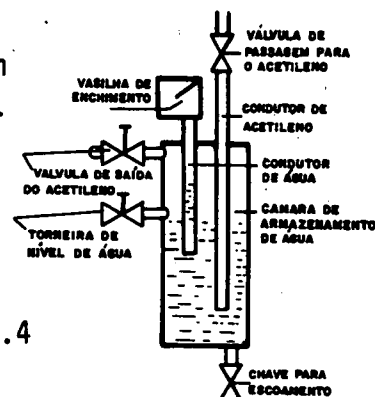 VÁLVULA DE
PASSAGEM PARA
O ACETILENO
VASILHA DE
ENCHIMENTO
CONDUTOR DE
ACETILENO
CONDUTOR
DE ÁGUA
VALVULA DE SAÍDA
DO ACETILENO
CAMARA DE
ARMAZENAMENTO
DE ÁGUA
TORNEIRA DE
NÍVEL DE ÁGUA
.4
CHAVE PARA
ESCOAMENTO